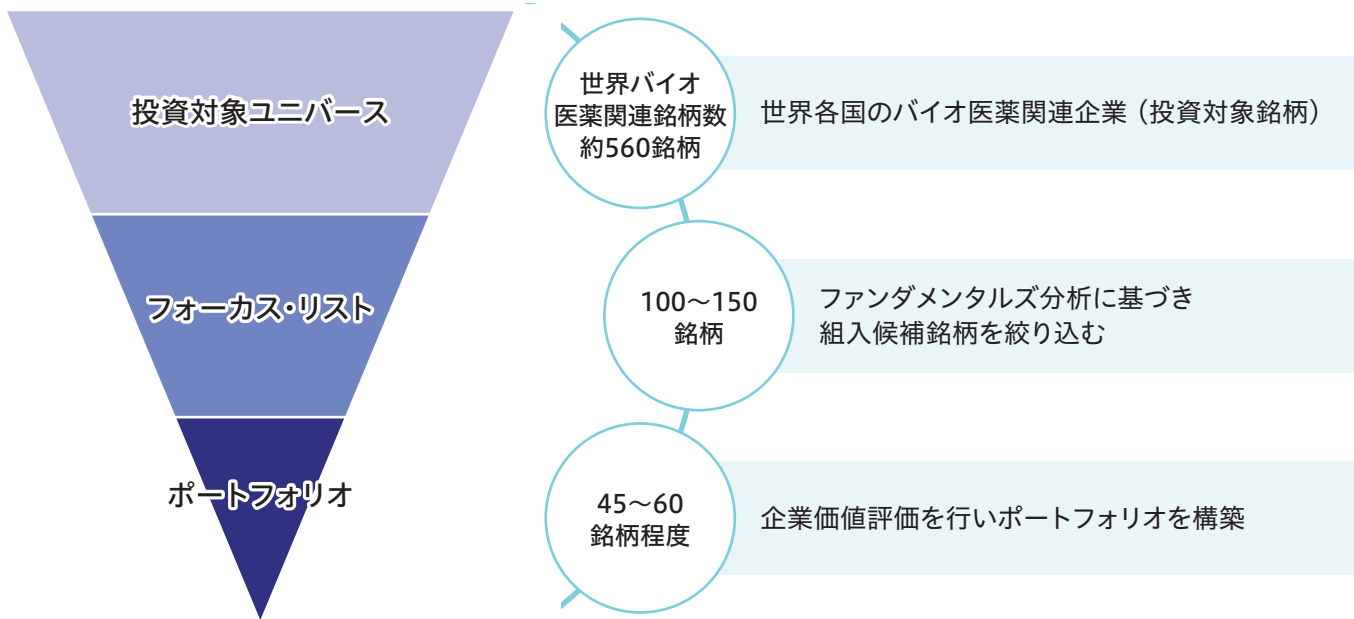 投資対象ユニバース
世界バイオ
医薬関連銘柄数
約560銘柄
世界各国のバイオ医薬関連企業（投資対象銘柄）
フォーカス・リスト
100〜150
銘柄
ファンダメンタルズ分析に基づき
組入候補銘柄を絞り込む
ポートフォリオ
45〜60
銘柄程度
企業価値評価を行いポートフォリオを構築